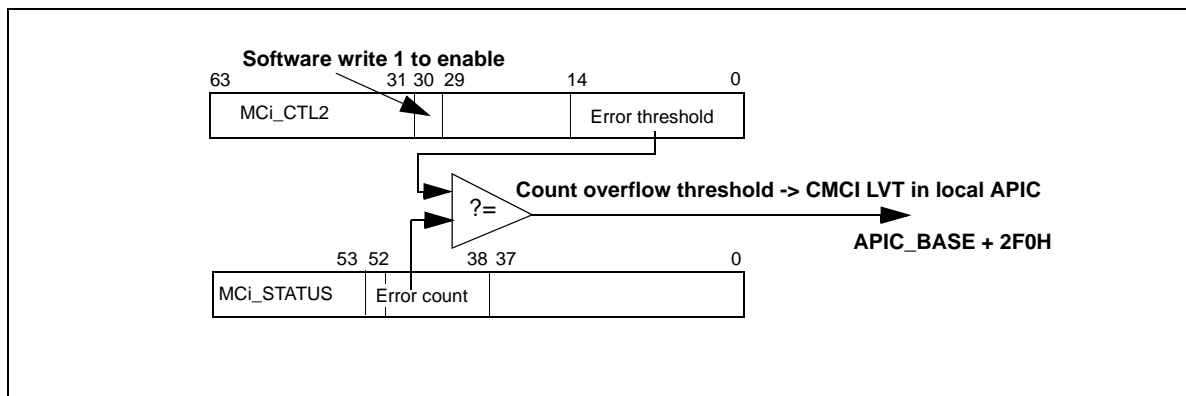 Software write 1 to enable
63 31 30 29 14 0
MCi_CTL2 Error threshold
Count overflow threshold -> CMCI LVT in local APIC
?=
APIC_BASE + 2F0H
53 52 38 37 0
MCi_STATUS Error count